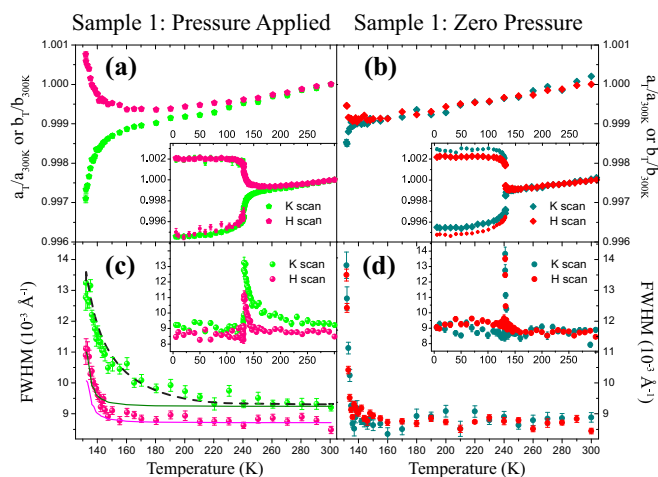 Sample 1: Pressure Applied
Sample 1: Zero Pressure
1.001
1.000
0.999
0.998
0.997
0.996
a_T/a_300K or b_T/b_300K
(a)
0 50 100 150 200 250
1.002
1,000
0,998
0,996
K scan
H scan
(b)
0 50 100 150 200 250
1.002
1,000
0,998
0,996
K scan
H scan
1.001
1.000
0.999
0.998
0.997
0.996
a_T/a_300K or b_T/b_300K
14
13
12
11
10
9
FWHM (10⁻³ Å⁻¹)
(c)
14
13
12
11
10
9
8
0 50 100 150 200 250
K scan
H scan
(d)
14
13
12
11
10
9
8
0 50 100 150 200 250
K scan
H scan
14
13
12
11
10
9
FWHM (10⁻³ Å⁻¹)
140 160 180 200 220 240 260 280 300
140 160 180 200 220 240 260 280 300
Temperature (K)
Temperature (K)